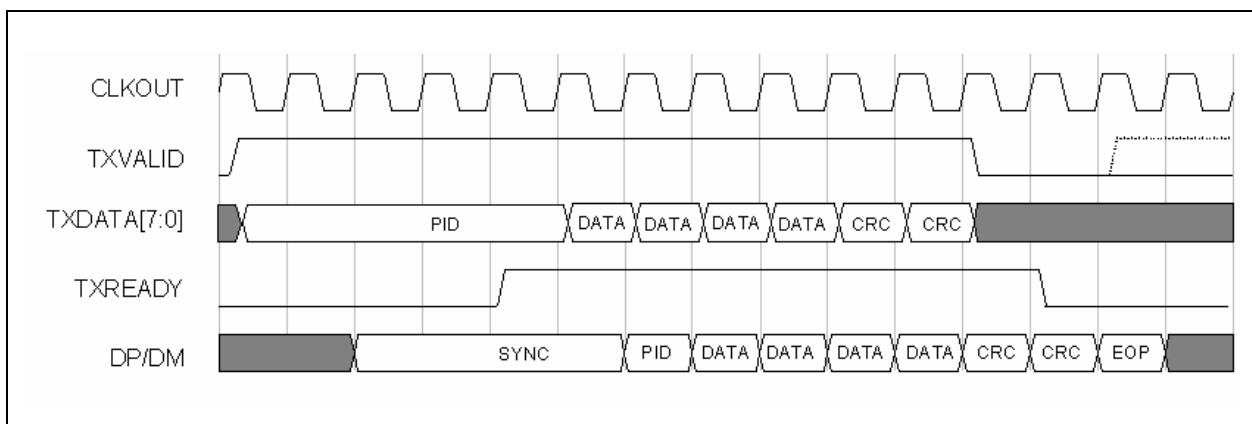 CLKOUT
TXVALID
TXDATA[7:0] PID DATA DATA DATA DATA CRC CRC
TXREADY
DP/DM SYNC PID DATA DATA DATA DATA CRC CRC EOP